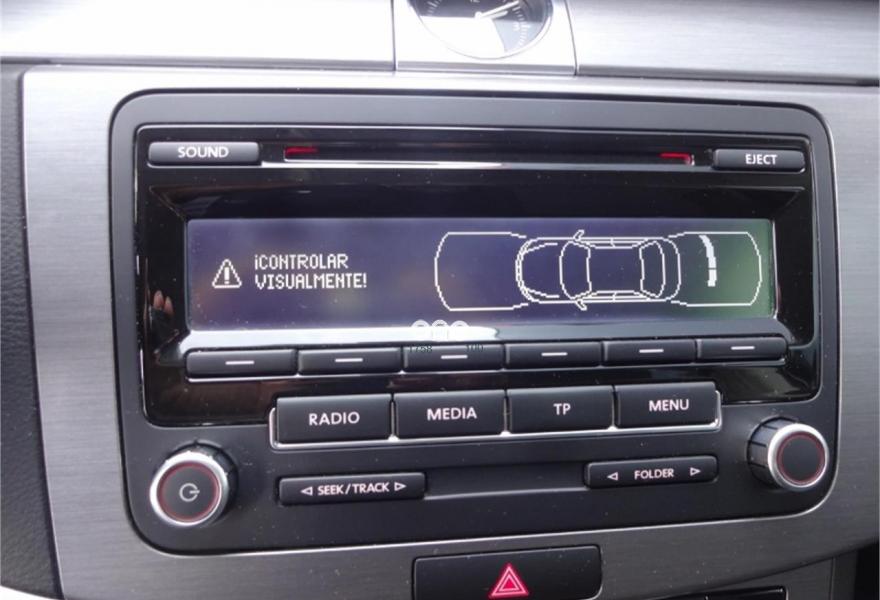 SOUND
EJECT
¡CONTROLAR
VISUALMENTE!
RADIO
MEDIA
TP
MENU
SEEK/TRACK
FOLDER